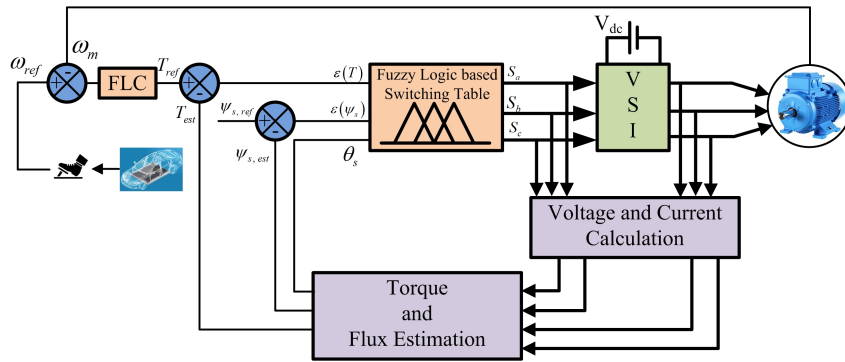 V_dc
ω_m
ω_ref
+
-
FLC
T_ref
+
-
T_est
ε(T)
ψ_s,ref
+
-
ε(ψ_s)
ψ_s,est
θ_s
Fuzzy Logic based
Switching Table
S_a
S_b
S_c
V
S
I
Voltage and Current
Calculation
Torque
and
Flux Estimation